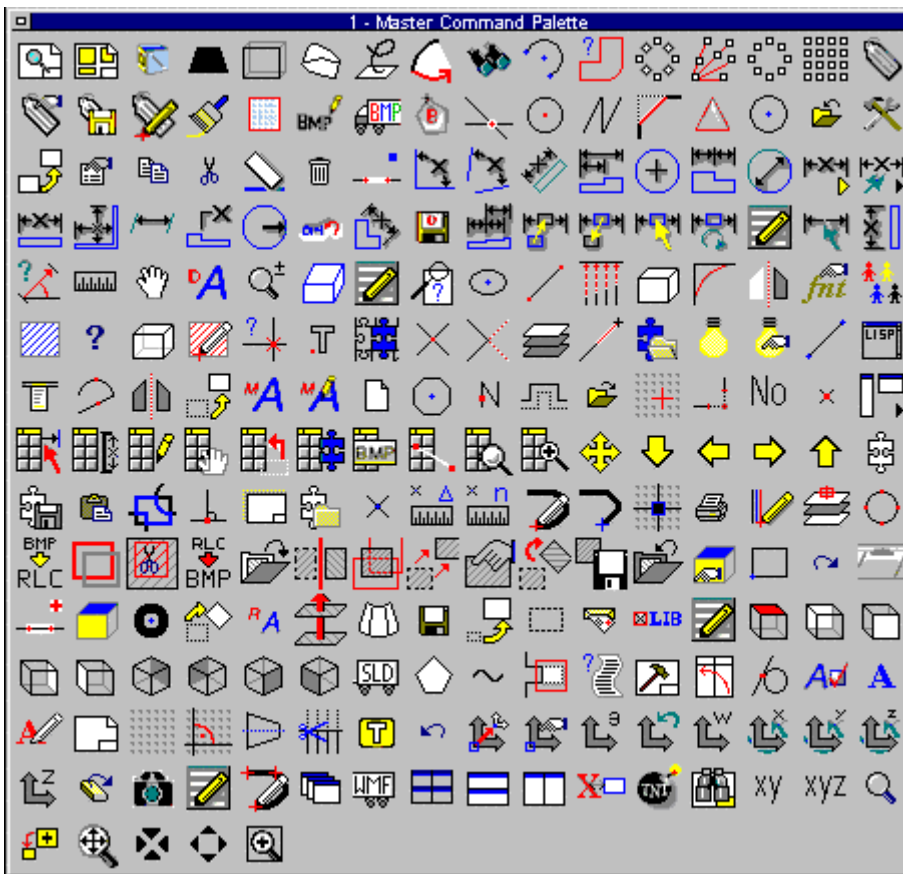 1 - Master Command Palette
?
BMP BMP B
X X X X X
X X X X
? D A ? fnt
? ? T LISP
M A M A N No
BMP
x Δ x n
BMP RLC RLC BMP
R A LIB
SLD ? A A
A T θ W X Y Z
Z WMF X TNT xy xyz